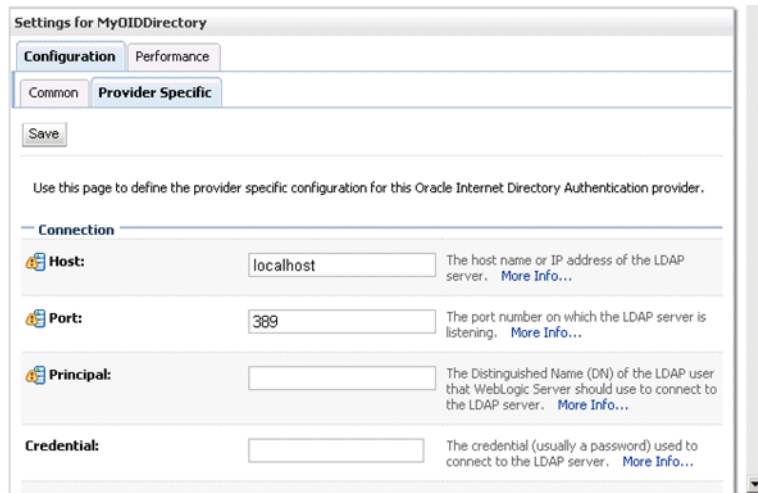 Settings for MyOIDDirectory
Configuration Performance
Common Provider Specific
Save
Use this page to define the provider specific configuration for this Oracle Internet Directory Authentication provider.
Connection
Host:
localhost
The host name or IP address of the LDAP
server. More Info...
Port:
389
The port number on which the LDAP server is
listening. More Info...
Principal:
The Distinguished Name (DN) of the LDAP user
that WebLogic Server should use to connect to
the LDAP server. More Info...
Credential:
The credential (usually a password) used to
connect to the LDAP server. More Info...